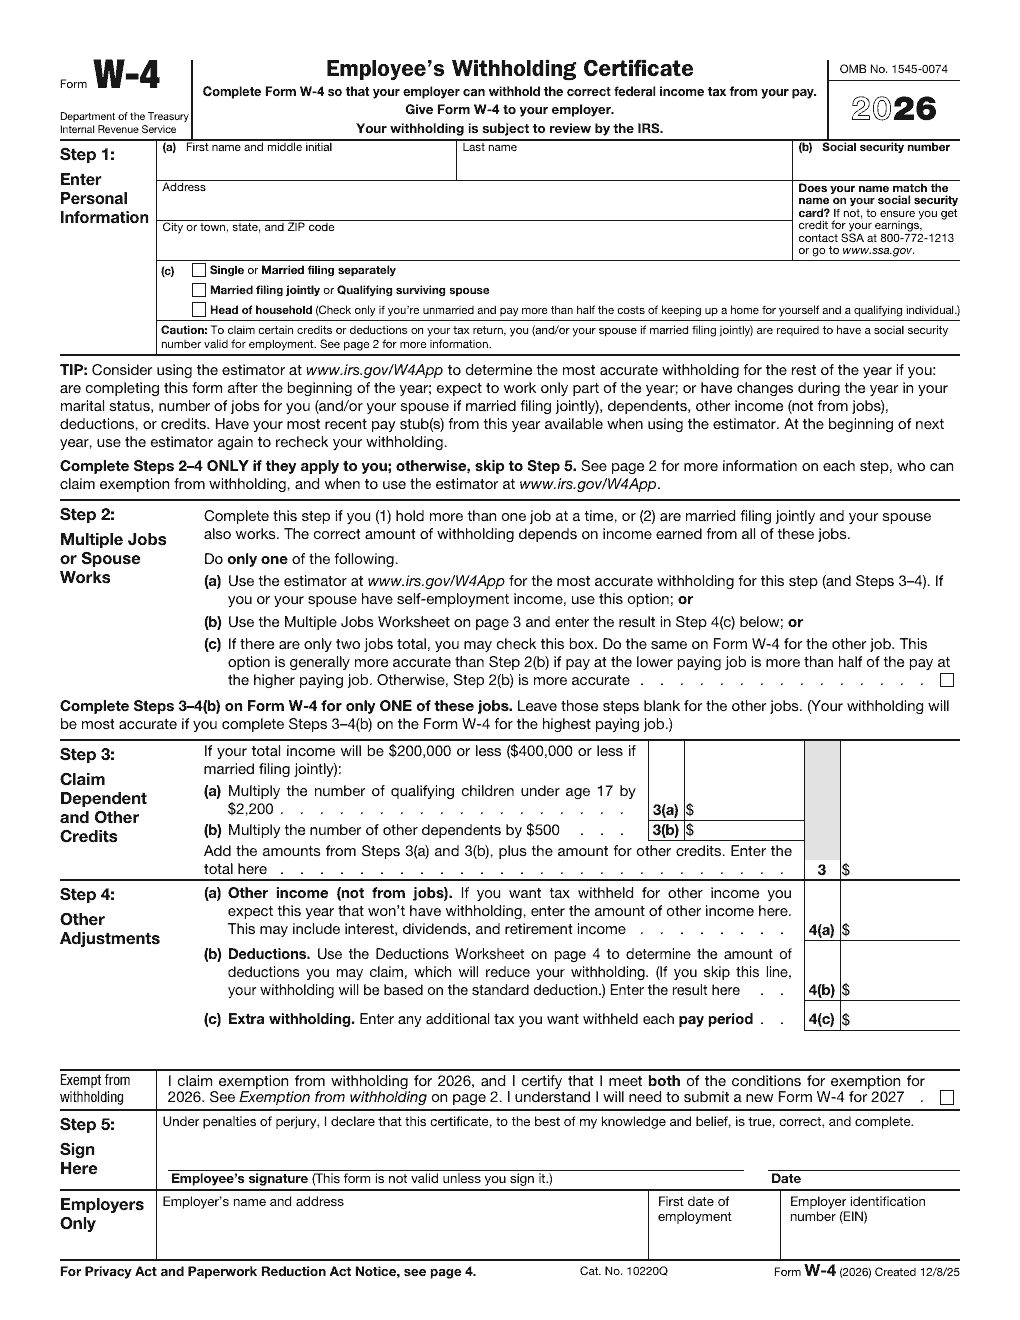 Form W-4
Department of the Treasury
Internal Revenue Service
Employee's Withholding Certificate
Complete Form W-4 so that your employer can withhold the correct federal income tax from your pay.
Give Form W-4 to your employer.
Your withholding is subject to review by the IRS.
OMB No. 1545-0074
2026
Step 1:
Enter
Personal
Information
(a) First name and middle initial
Last name
(b) Social security number
Address
City or town, state, and ZIP code
Does your name match the
name on your social security
card? If not, to ensure you get
credit for your earnings,
contact SSA at 800-772-1213
or go to www.ssa.gov.
(c) Single or Married filing separately
Married filing jointly or Qualifying surviving spouse
Head of household (Check only if you're unmarried and pay more than half the costs of keeping up a home for yourself and a qualifying individual.)
Caution: To claim certain credits or deductions on your tax return, you (and/or your spouse if married filing jointly) are required to have a social security
number valid for employment. See page 2 for more information.
TIP: Consider using the estimator at www.irs.gov/W4App to determine the most accurate withholding for the rest of the year if you:
are completing this form after the beginning of the year; expect to work only part of the year; or have changes during the year in your
marital status, number of jobs for you (and/or your spouse if married filing jointly), dependents, other income (not from jobs),
deductions, or credits. Have your most recent pay stub(s) from this year available when using the estimator. At the beginning of next
year, use the estimator again to recheck your withholding.
Complete Steps 2–4 ONLY if they apply to you; otherwise, skip to Step 5. See page 2 for more information on each step, who can
claim exemption from withholding, and when to use the estimator at www.irs.gov/W4App.
Step 2:
Multiple Jobs
or Spouse
Works
Complete this step if you (1) hold more than one job at a time, or (2) are married filing jointly and your spouse
also works. The correct amount of withholding depends on income earned from all of these jobs.
Do only one of the following.
(a) Use the estimator at www.irs.gov/W4App for the most accurate withholding for this step (and Steps 3–4). If
you or your spouse have self-employment income, use this option; or
(b) Use the Multiple Jobs Worksheet on page 3 and enter the result in Step 4(c) below; or
(c) If there are only two jobs total, you may check this box. Do the same on Form W-4 for the other job. This
option is generally more accurate than Step 2(b) if pay at the lower paying job is more than half of the pay at
the higher paying job. Otherwise, Step 2(b) is more accurate . . . . . . . . . . . . . . .
Complete Steps 3–4(b) on Form W-4 for only ONE of these jobs. Leave those steps blank for the other jobs. (Your withholding will
be most accurate if you complete Steps 3–4(b) on the Form W-4 for the highest paying job.)
Step 3:
Claim
Dependent
and Other
Credits
If your total income will be $200,000 or less ($400,000 or less if
married filing jointly):
(a) Multiply the number of qualifying children under age 17 by
$2,200 . . . . . . . . . . . . . . . . . 3(a) $
(b) Multiply the number of other dependents by $500 . . . 3(b) $
Add the amounts from Steps 3(a) and 3(b), plus the amount for other credits. Enter the
total here . . . . . . . . . . . . . . . . . . . . . . . . . 3 $
Step 4:
Other
Adjustments
(a) Other income (not from jobs). If you want tax withheld for other income you
expect this year that won't have withholding, enter the amount of other income here.
This may include interest, dividends, and retirement income . . . . . . . . 4(a) $
(b) Deductions. Use the Deductions Worksheet on page 4 to determine the amount of
deductions you may claim, which will reduce your withholding. (If you skip this line,
your withholding will be based on the standard deduction.) Enter the result here . . 4(b) $
(c) Extra withholding. Enter any additional tax you want withheld each pay period . . 4(c) $
Exempt from
withholding
I claim exemption from withholding for 2026, and I certify that I meet both of the conditions for exemption for
2026. See Exemption from withholding on page 2. I understand I will need to submit a new Form W-4 for 2027 .
Step 5:
Sign
Here
Under penalties of perjury, I declare that this certificate, to the best of my knowledge and belief, is true, correct, and complete.
Employee's signature (This form is not valid unless you sign it.)
Date
Employers
Only
Employer's name and address
First date of
employment
Employer identification
number (EIN)
For Privacy Act and Paperwork Reduction Act Notice, see page 4.
Cat. No. 10220Q
Form W-4 (2026) Created 12/8/25